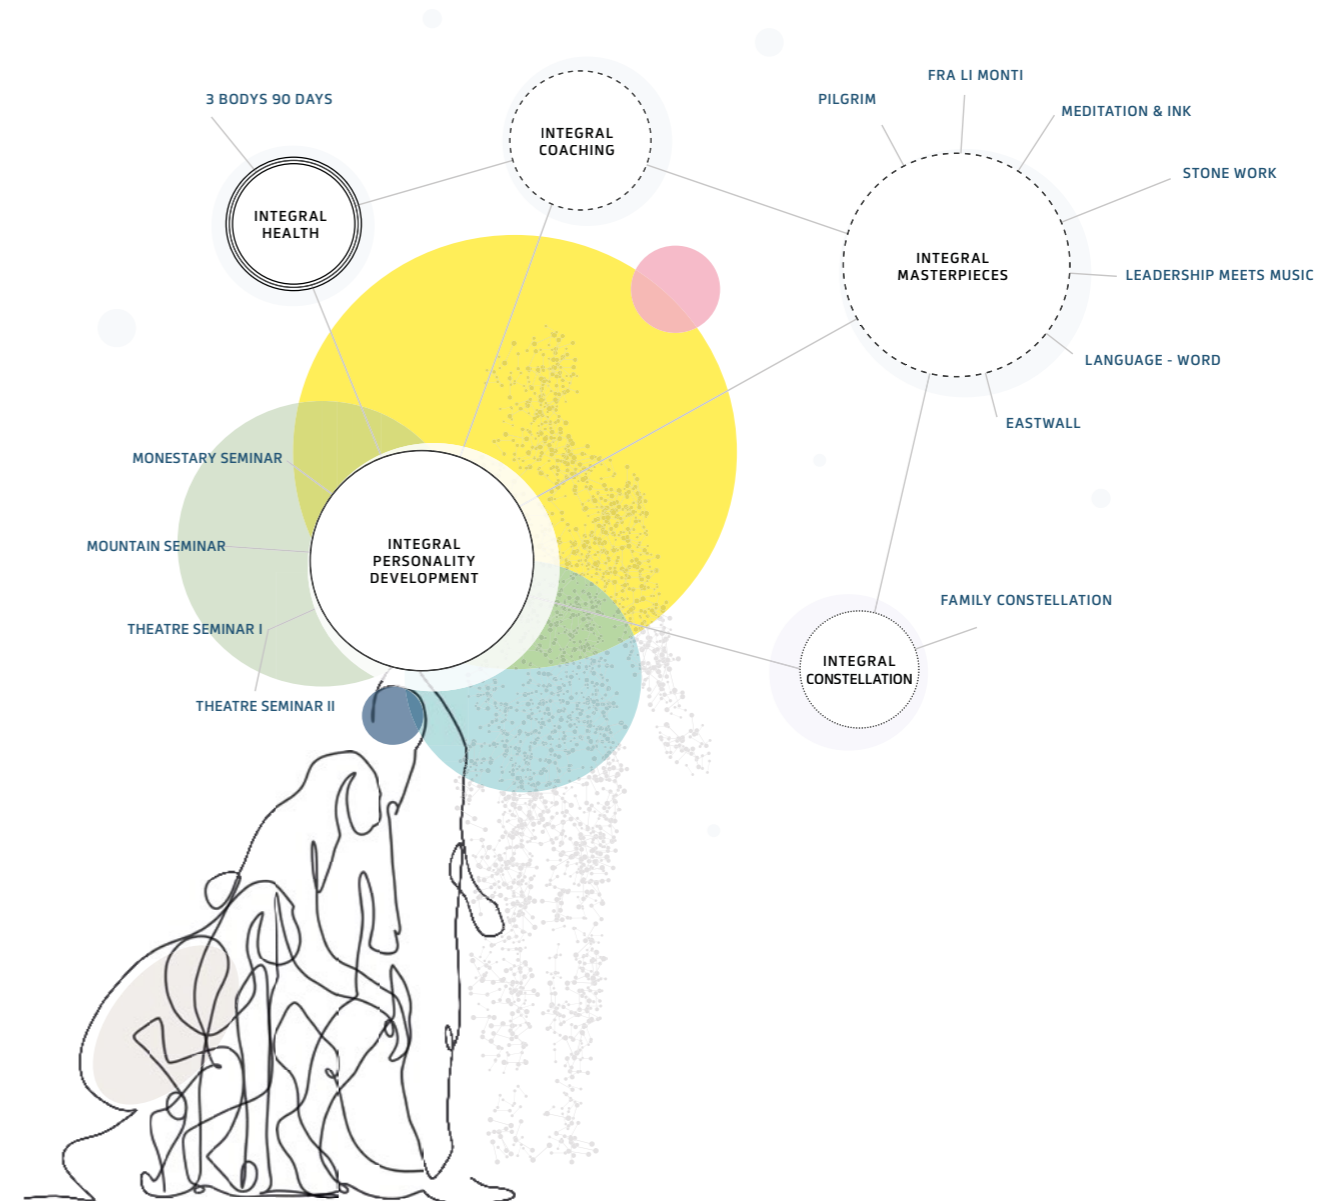 FRA LI MONTI
3 BODYS 90 DAYS
PILGRIM
MEDITATION & INK
INTEGRAL
COACHING
STONE WORK
INTEGRAL
HEALTH
INTEGRAL
MASTERPIECES
LEADERSHIP MEETS MUSIC
LANGUAGE - WORD
EASTWALL
MONESTARY SEMINAR
MOUNTAIN SEMINAR
INTEGRAL
PERSONALITY
DEVELOPMENT
THEATRE SEMINAR I
THEATRE SEMINAR II
FAMILY CONSTELLATION
INTEGRAL
CONSTELLATION